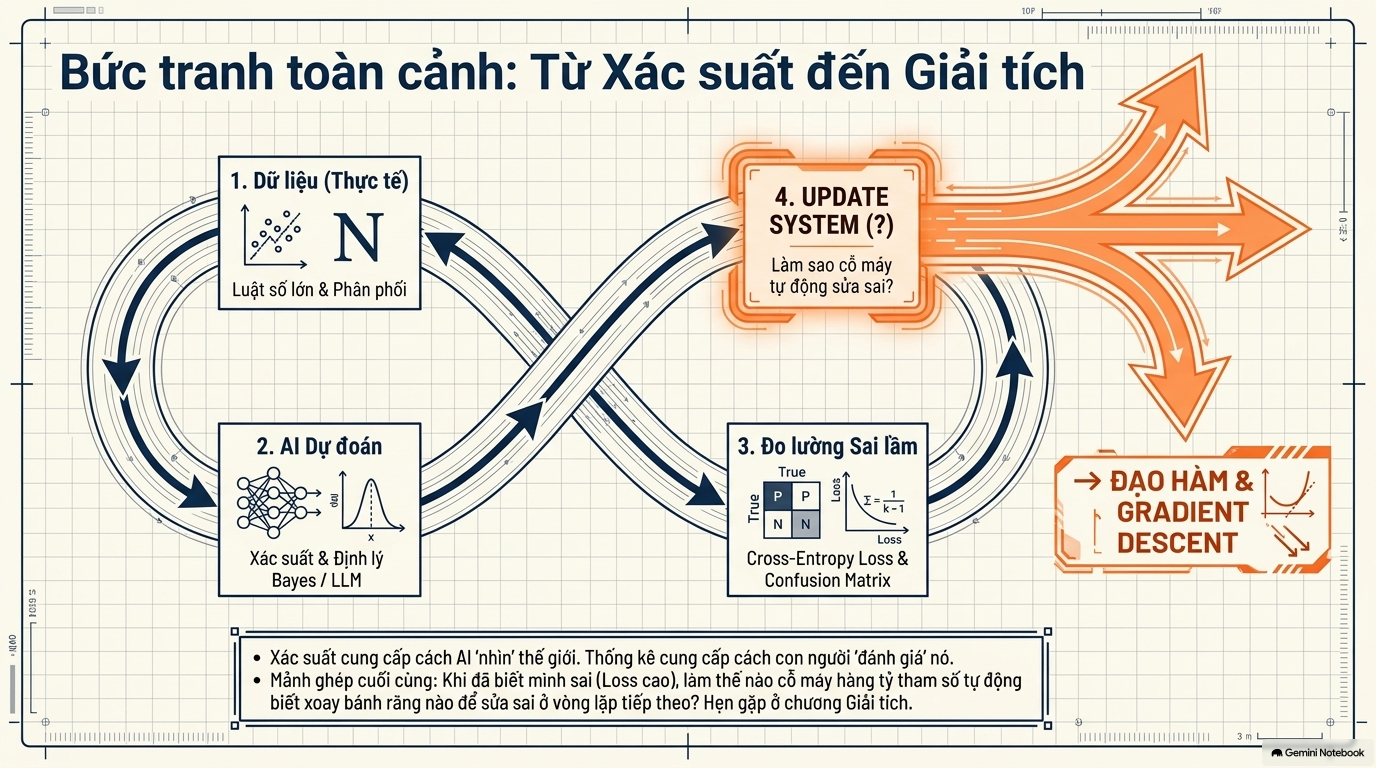 Bức tranh toàn cảnh: Từ Xác suất đến Giải tích
1. Dữ liệu (Thực tế)
N
Luật số lớn & Phân phối
2. AI Dự đoán
x
Xác suất & Định lý
Bayes / LLM
3. Đo lường Sai lầm
True
True
P P
N N
Loss
Σ = 1
k - 1
Loss
Cross-Entropy Loss &
Confusion Matrix
4. UPDATE
SYSTEM (?)
Làm sao cỗ máy
tự động sửa sai?
→ ĐẠO HÀM &
GRADIENT
DESCENT
• Xác suất cung cấp cách AI ‘nhìn’ thế giới. Thống kê cung cấp cách con người ‘đánh giá’ nó.
• Mảnh ghép cuối cùng: Khi đã biết mình sai (Loss cao), làm thế nào cỗ máy hàng tỷ tham số tự động
biết xoay bánh răng nào để sửa sai ở vòng lặp tiếp theo? Hẹn gặp ở chương Giải tích.
3 m
Gemini Notebook